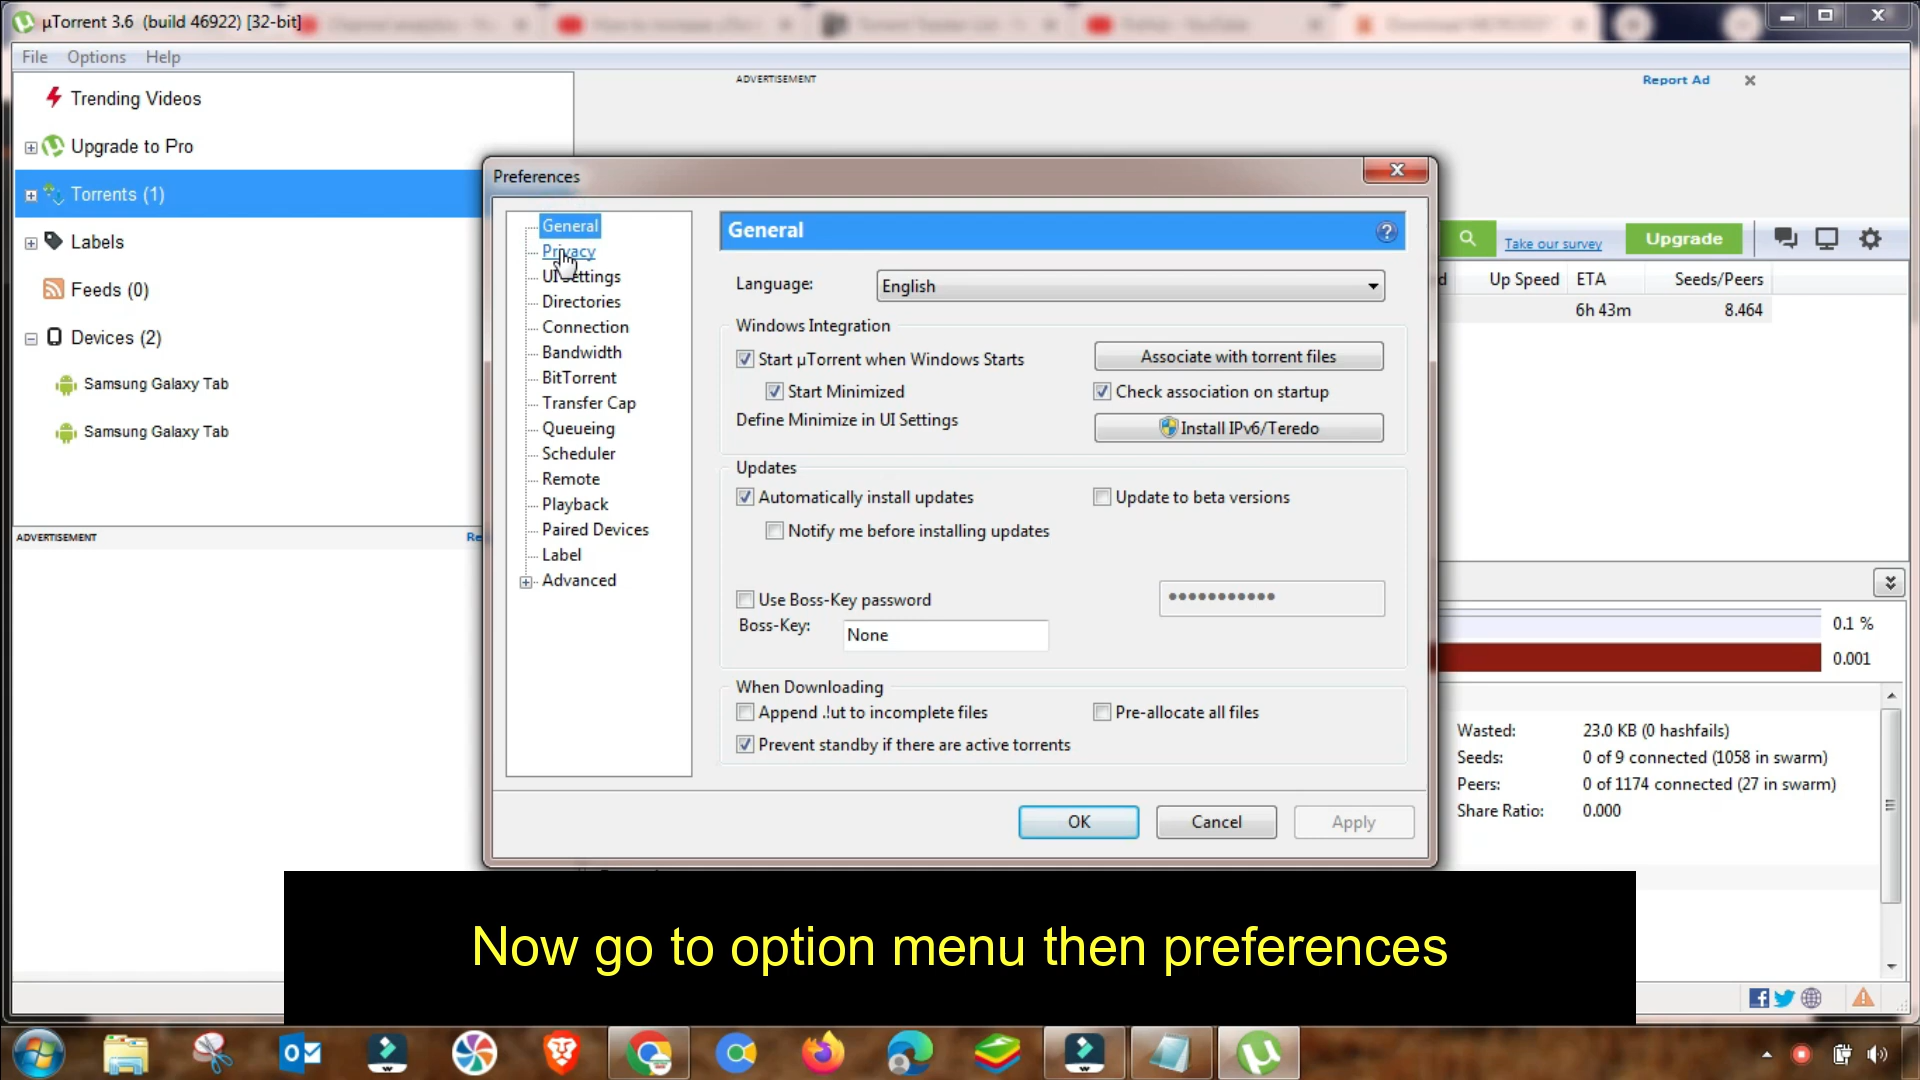 µTorrent 3.6 (build 46922) [32-bit]
File Options Help
Trending Videos
Upgrade to Pro
Torrents (1)
Labels
Feeds (0)
Devices (2)
Samsung Galaxy Tab
Samsung Galaxy Tab
ADVERTISEMENT
Re
ADVERTISEMENT
Report Ad
Take our survey
Upgrade
d Up Speed ETA Seeds/Peers
6h 43m 8.464
Preferences
General
Privacy
UI Settings
Directories
Connection
Bandwidth
BitTorrent
Transfer Cap
Queueing
Scheduler
Remote
Playback
Paired Devices
Label
Advanced
General
Language: English
Windows Integration
Start µTorrent when Windows Starts
Associate with torrent files
Start Minimized
Check association on startup
Define Minimize in UI Settings
Install IPv6/Teredo
Updates
Automatically install updates
Update to beta versions
Notify me before installing updates
Use Boss-Key password
Boss-Key: None
When Downloading
Append .!ut to incomplete files
Pre-allocate all files
Prevent standby if there are active torrents
OK Cancel Apply
0.1 %
0.001
Wasted: 23.0 KB (0 hashfails)
Seeds: 0 of 9 connected (1058 in swarm)
Peers: 0 of 1174 connected (27 in swarm)
Share Ratio: 0.000
Now go to option menu then preferences